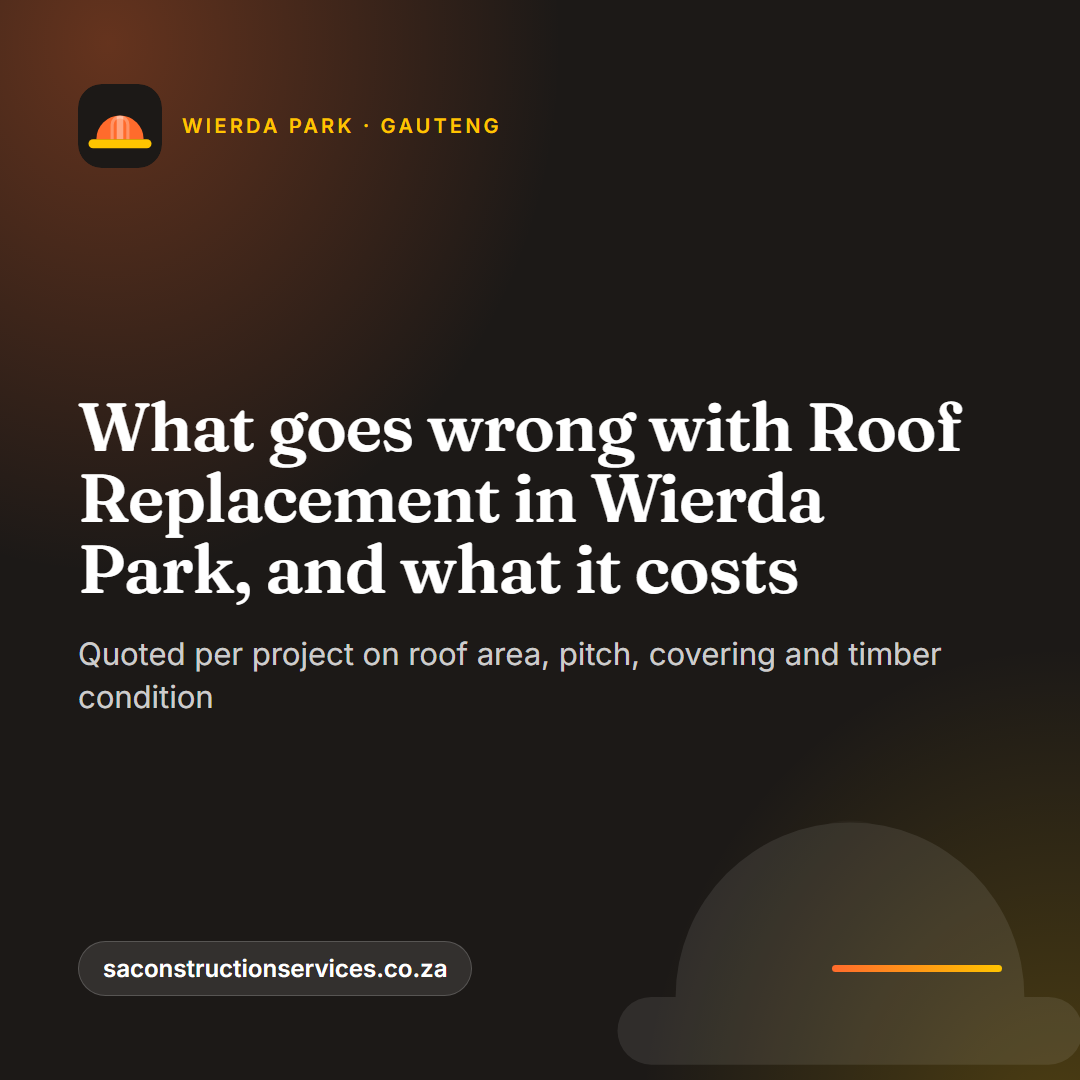 WIERDA PARK · GAUTENG
What goes wrong with Roof
Replacement in Wierda
Park, and what it costs
Quoted per project on roof area, pitch, covering and timber
condition
saconstructionservices.co.za